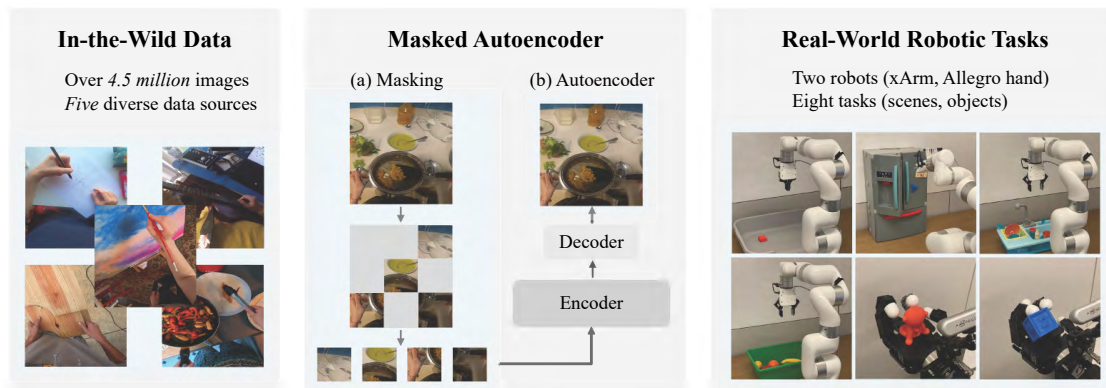 In-the-Wild Data
Over 4.5 million images
Five diverse data sources
Masked Autoencoder
(a) Masking
(b) Autoencoder
Decoder
Encoder
Real-World Robotic Tasks
Two robots (xArm, Allegro hand)
Eight tasks (scenes, objects)